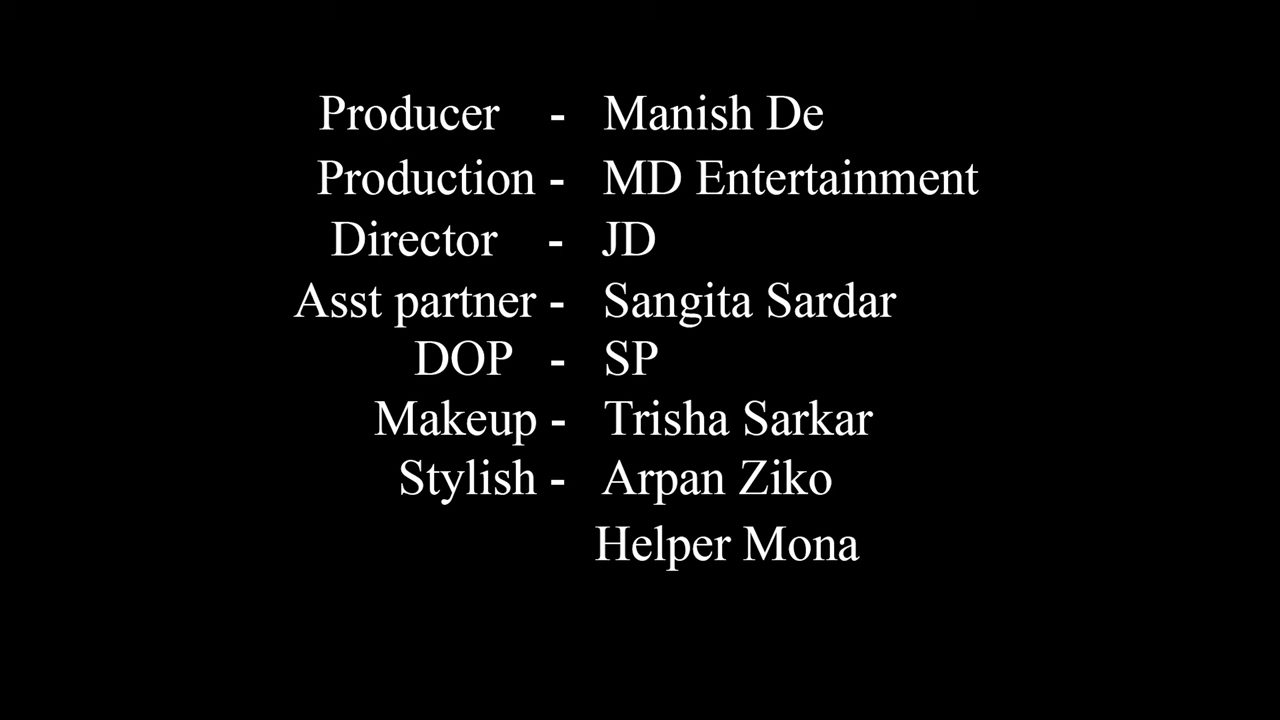 Producer - Manish De
Production - MD Entertainment
Director - JD
Asst partner - Sangita Sardar
DOP - SP
Makeup - Trisha Sarkar
Stylish - Arpan Ziko
Helper Mona